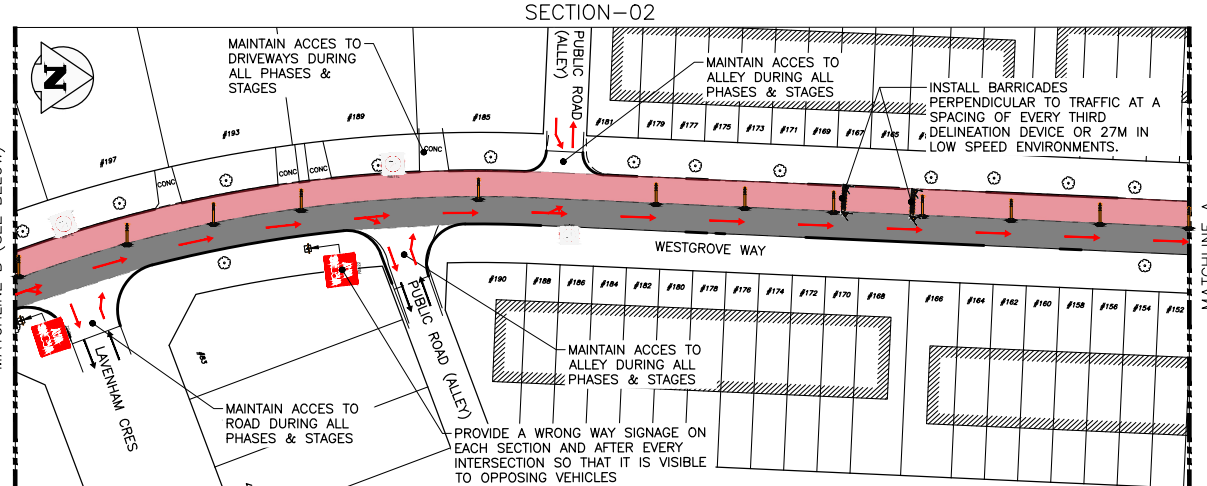 SECTION-02
MAINTAIN ACCES TO
DRIVEWAYS DURING
ALL PHASES &
STAGES
PUBLIC ROAD
(ALLEY)
MAINTAIN ACCES TO
ALLEY DURING ALL
PHASES & STAGES
INSTALL BARRICADES
PERPENDICULAR TO TRAFFIC AT A
SPACING OF EVERY THIRD
DELINEATION DEVICE OR 27M IN
LOW SPEED ENVIRONMENTS.
N
#197
#193
#189
#185
#181
#179
#177
#175
#173
#171
#169
#167
#165
CONC
CONC
CONC
CONC
WESTGROVE WAY
#190
#188
#186
#184
#182
#180
#178
#176
#174
#172
#170
#168
#166
#164
#162
#160
#158
#156
#154
#152
PUBLIC ROAD (ALLEY)
LAVENHAM CRES
#83
MAINTAIN ACCES TO
ALLEY DURING ALL
PHASES & STAGES
MAINTAIN ACCES TO
ROAD DURING ALL
PHASES & STAGES
PROVIDE A WRONG WAY SIGNAGE ON
EACH SECTION AND AFTER EVERY
INTERSECTION SO THAT IT IS VISIBLE
TO OPPOSING VEHICLES